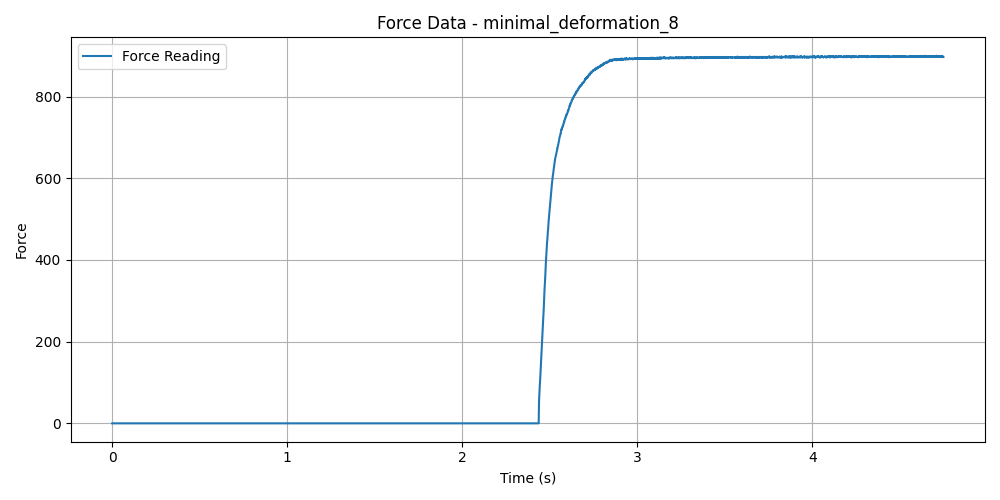 Force Data - minimal_deformation_8
Force Reading
Force
800
600
400
200
0
0 1 2 3 4
Time (s)